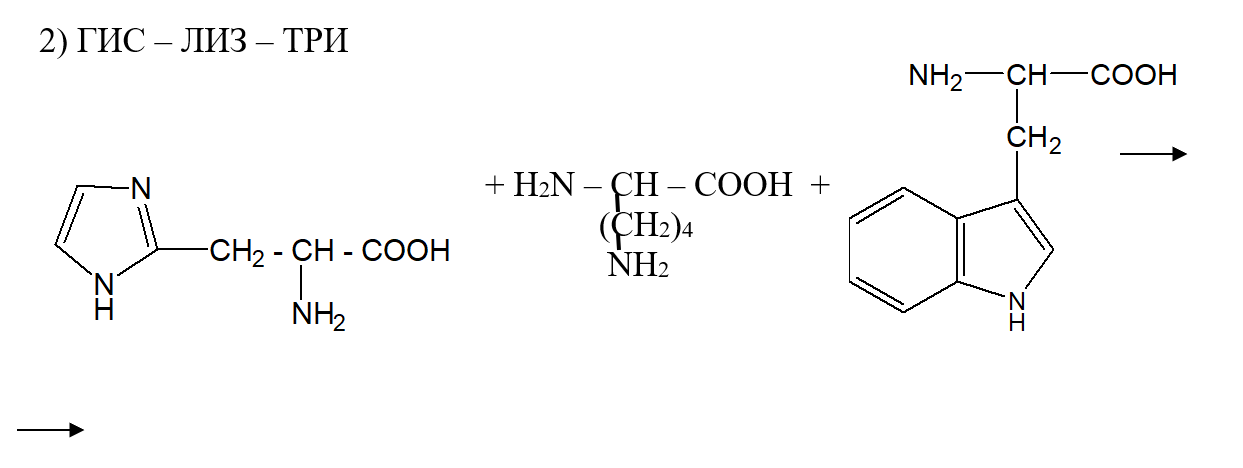 2) ГИС – ЛИЗ – ТРИ
NH2 CH COOH
CH2
N
+ H2N – CH – COOH +
(CH2)4
NH2
CH2 - CH - COOH
N
H
NH2
N
H